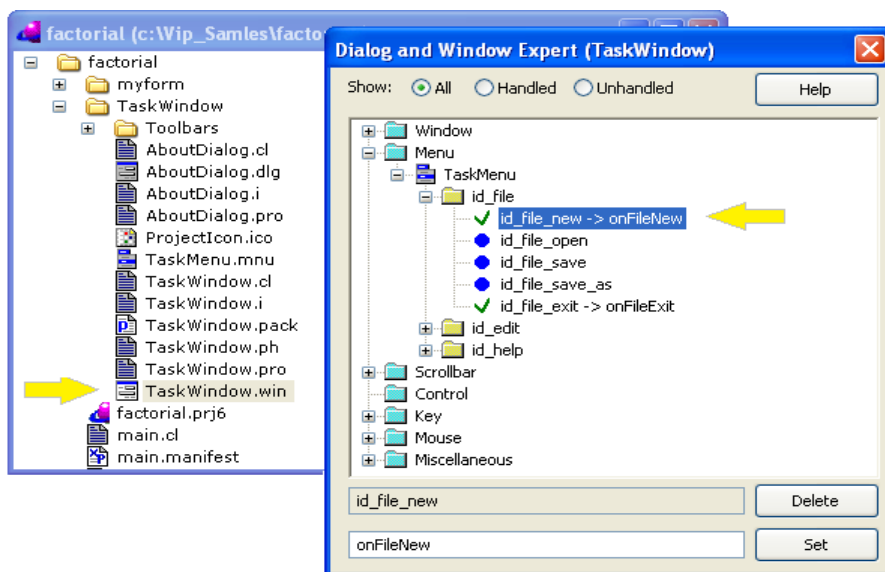 factorial (c:\Vip_Samles\facto
factorial
myform
TaskWindow
Toolbars
AboutDialog.cl
AboutDialog.dlg
AboutDialog.i
AboutDialog.pro
ProjectIcon.ico
TaskMenu.mnu
TaskWindow.cl
TaskWindow.i
TaskWindow.pack
TaskWindow.ph
TaskWindow.pro
TaskWindow.win
factorial.prj6
main.cl
main.manifest
Dialog and Window Expert (TaskWindow)
Show: All Handled Unhandled Help
Window
Menu
TaskMenu
id_file
id_file_new -> onFileNew
id_file_open
id_file_save
id_file_save_as
id_file_exit -> onFileExit
id_edit
id_help
Scrollbar
Control
Key
Mouse
Miscellaneous
id_file_new Delete
onFileNew Set